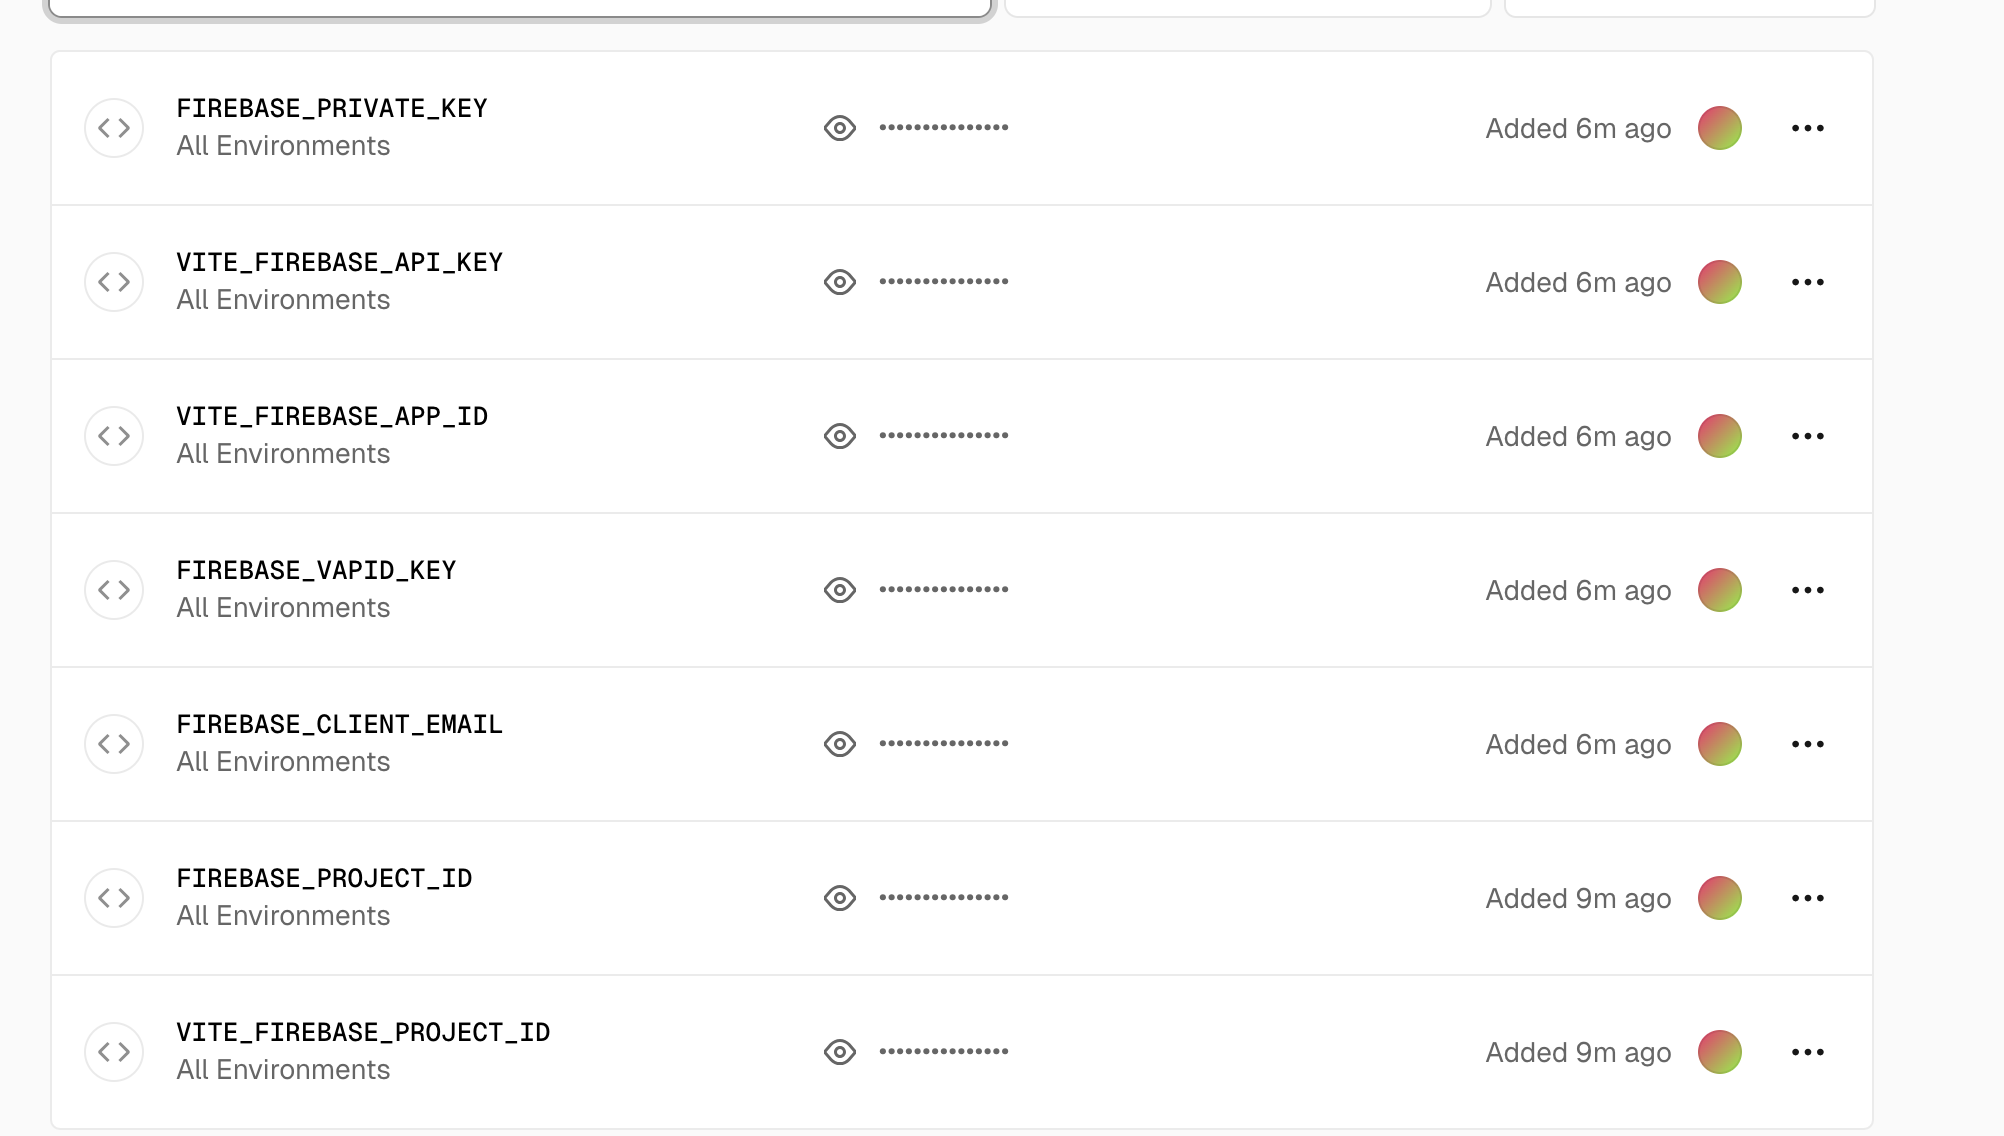 FIREBASE_PRIVATE_KEY
All Environments
•••••••••••••••
Added 6m ago
VITE_FIREBASE_API_KEY
All Environments
•••••••••••••••
Added 6m ago
VITE_FIREBASE_APP_ID
All Environments
•••••••••••••••
Added 6m ago
FIREBASE_VAPID_KEY
All Environments
•••••••••••••••
Added 6m ago
FIREBASE_CLIENT_EMAIL
All Environments
•••••••••••••••
Added 6m ago
FIREBASE_PROJECT_ID
All Environments
•••••••••••••••
Added 9m ago
VITE_FIREBASE_PROJECT_ID
All Environments
•••••••••••••••
Added 9m ago